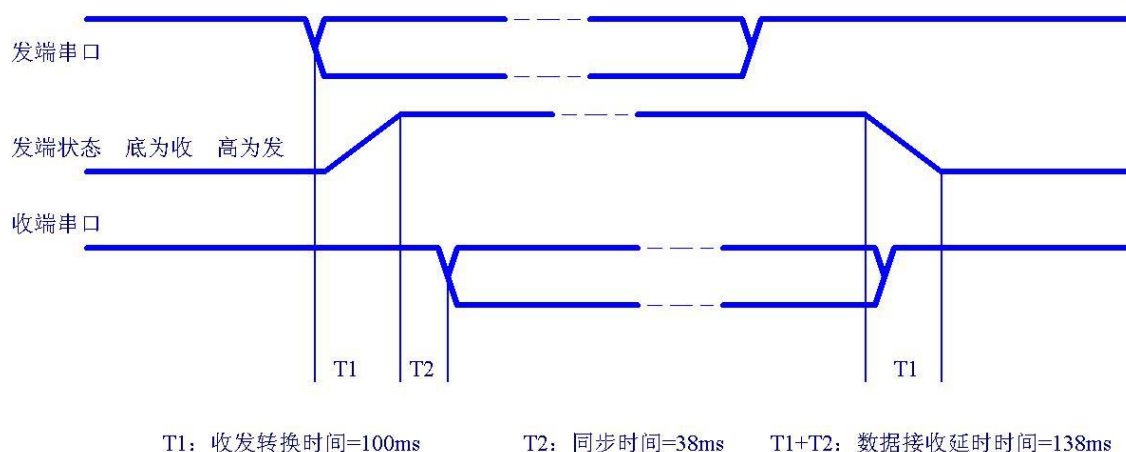 发端串口
发端状态 底为收 高为发
收端串口
T1 T2 T1
T1：收发转换时间=100ms T2：同步时间=38ms T1+T2：数据接收延时时间=138ms